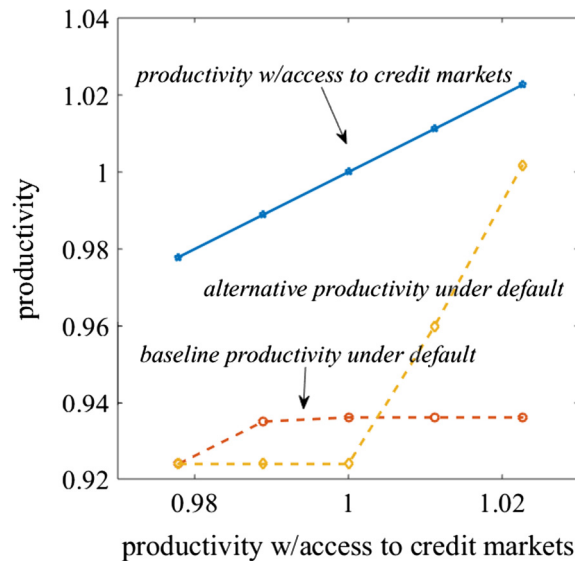 1.04
productivity w/access to credit markets
1.02
1
productivity
0.98
alternative productivity under default
0.96
baseline productivity under default
0.94
0.92
0.98
1
1.02
productivity w/access to credit markets